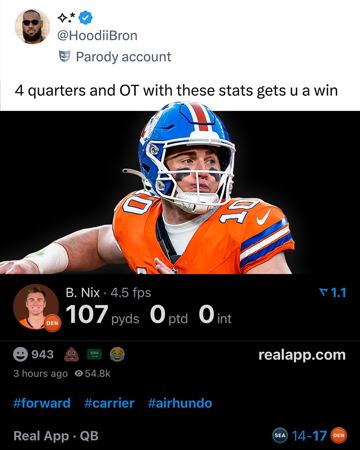 ✧.*
@HoodiiBron
Parody account
4 quarters and OT with these stats gets u a win
10 10
B. Nix · 4.5 fps
1.1
107 pyds 0 ptd 0 int
DEN
943
realapp.com
3 hours ago 54.8k
#forward #carrier #airhundo
Real App · QB
SEA 14-17 DEN